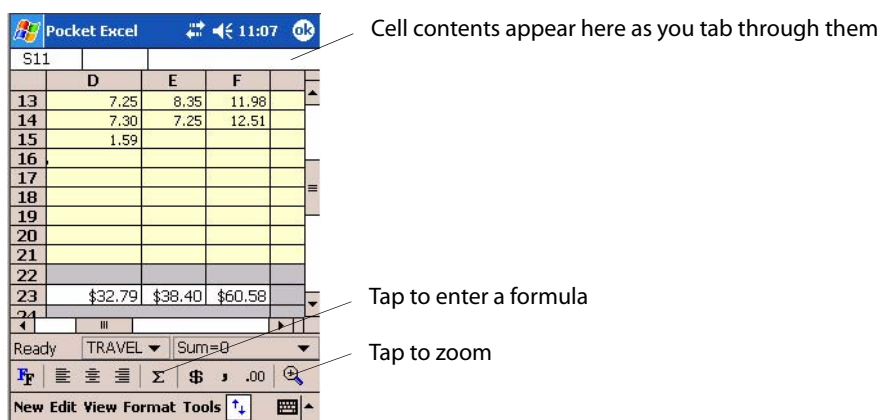 Pocket Excel 11:07 ok
Cell contents appear here as you tab through them
S11
D E F
13 7.25 8.35 11.98
14 7.30 7.25 12.51
15 1.59
16
17
18
19
20
21
22
23 $32.79 $38.40 $60.58
24
Tap to enter a formula
Ready TRAVEL Sum=0
Tap to zoom
FF Σ $ , .00
New Edit View Format Tools